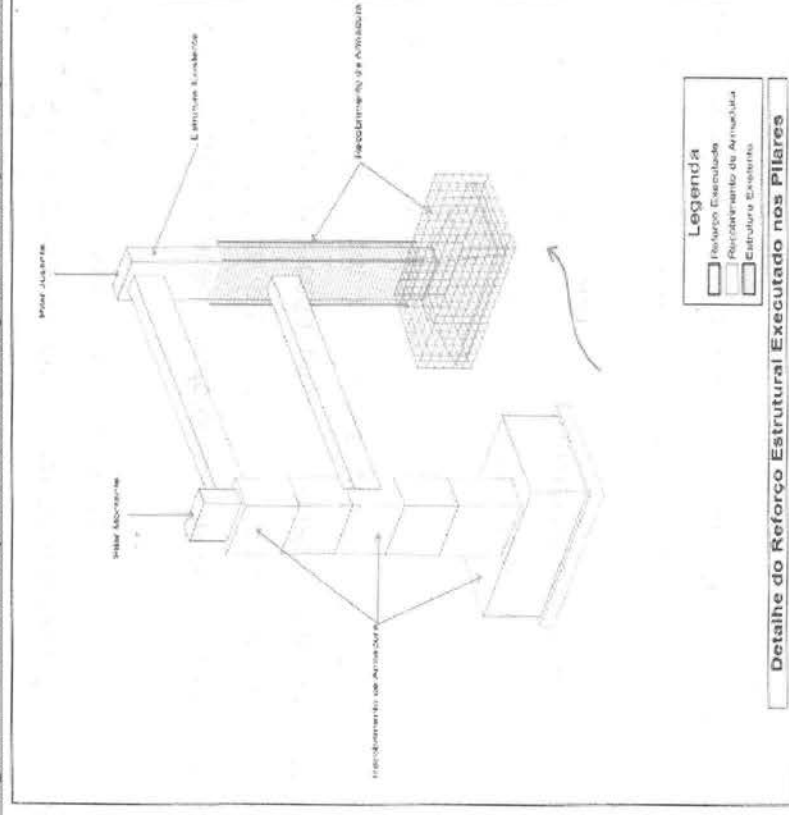 Pilar Jusante
Estrutura Existente
Recobrimento da Armadura
Pilar Montante
Recobrimento de Armadura
Legenda
Reforço Executado
Recobrimento de Armadura
Estrutura Existente
Detalhe do Reforço Estrutural Executado nos Pilares